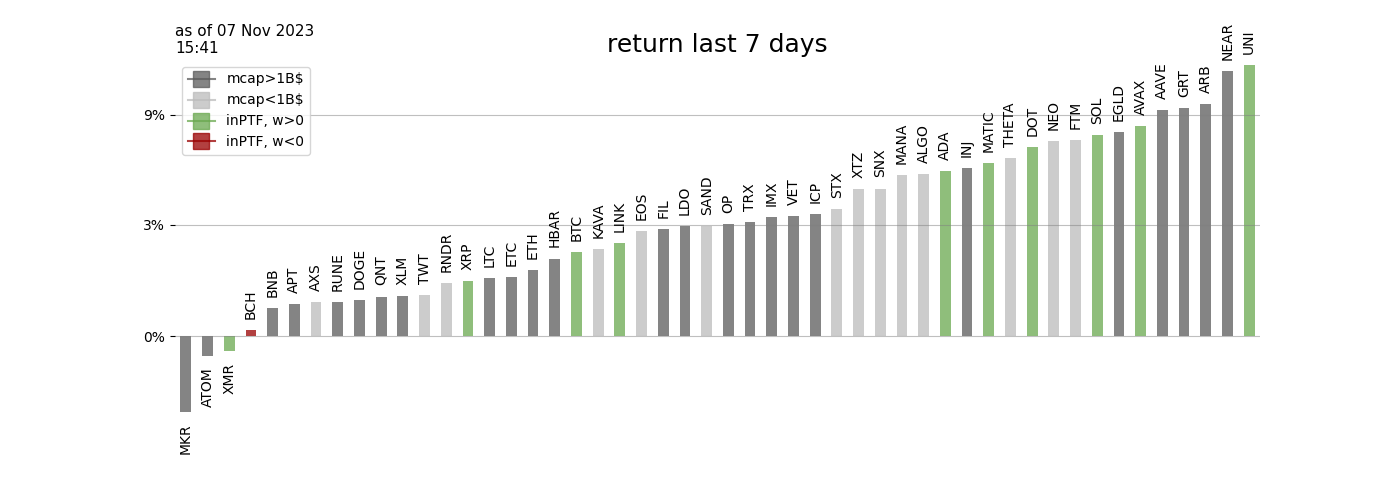 as of 07 Nov 2023
15:41
return last 7 days
mcap>1B$
mcap<1B$
inPTF, w>0
inPTF, w<0
9%
3%
0%
MKR
ATOM
XMR
BCH
BNB
APT
AXS
RUNE
DOGE
QNT
XLM
TWT
RNDR
XRP
LTC
ETC
ETH
HBAR
BTC
KAVA
LINK
EOS
FIL
LDO
SAND
OP
TRX
IMX
VET
ICP
STX
XTZ
SNX
MANA
ALGO
ADA
INJ
MATIC
THETA
DOT
NEO
FTM
SOL
EGLD
AVAX
AAVE
GRT
ARB
NEAR
UNI